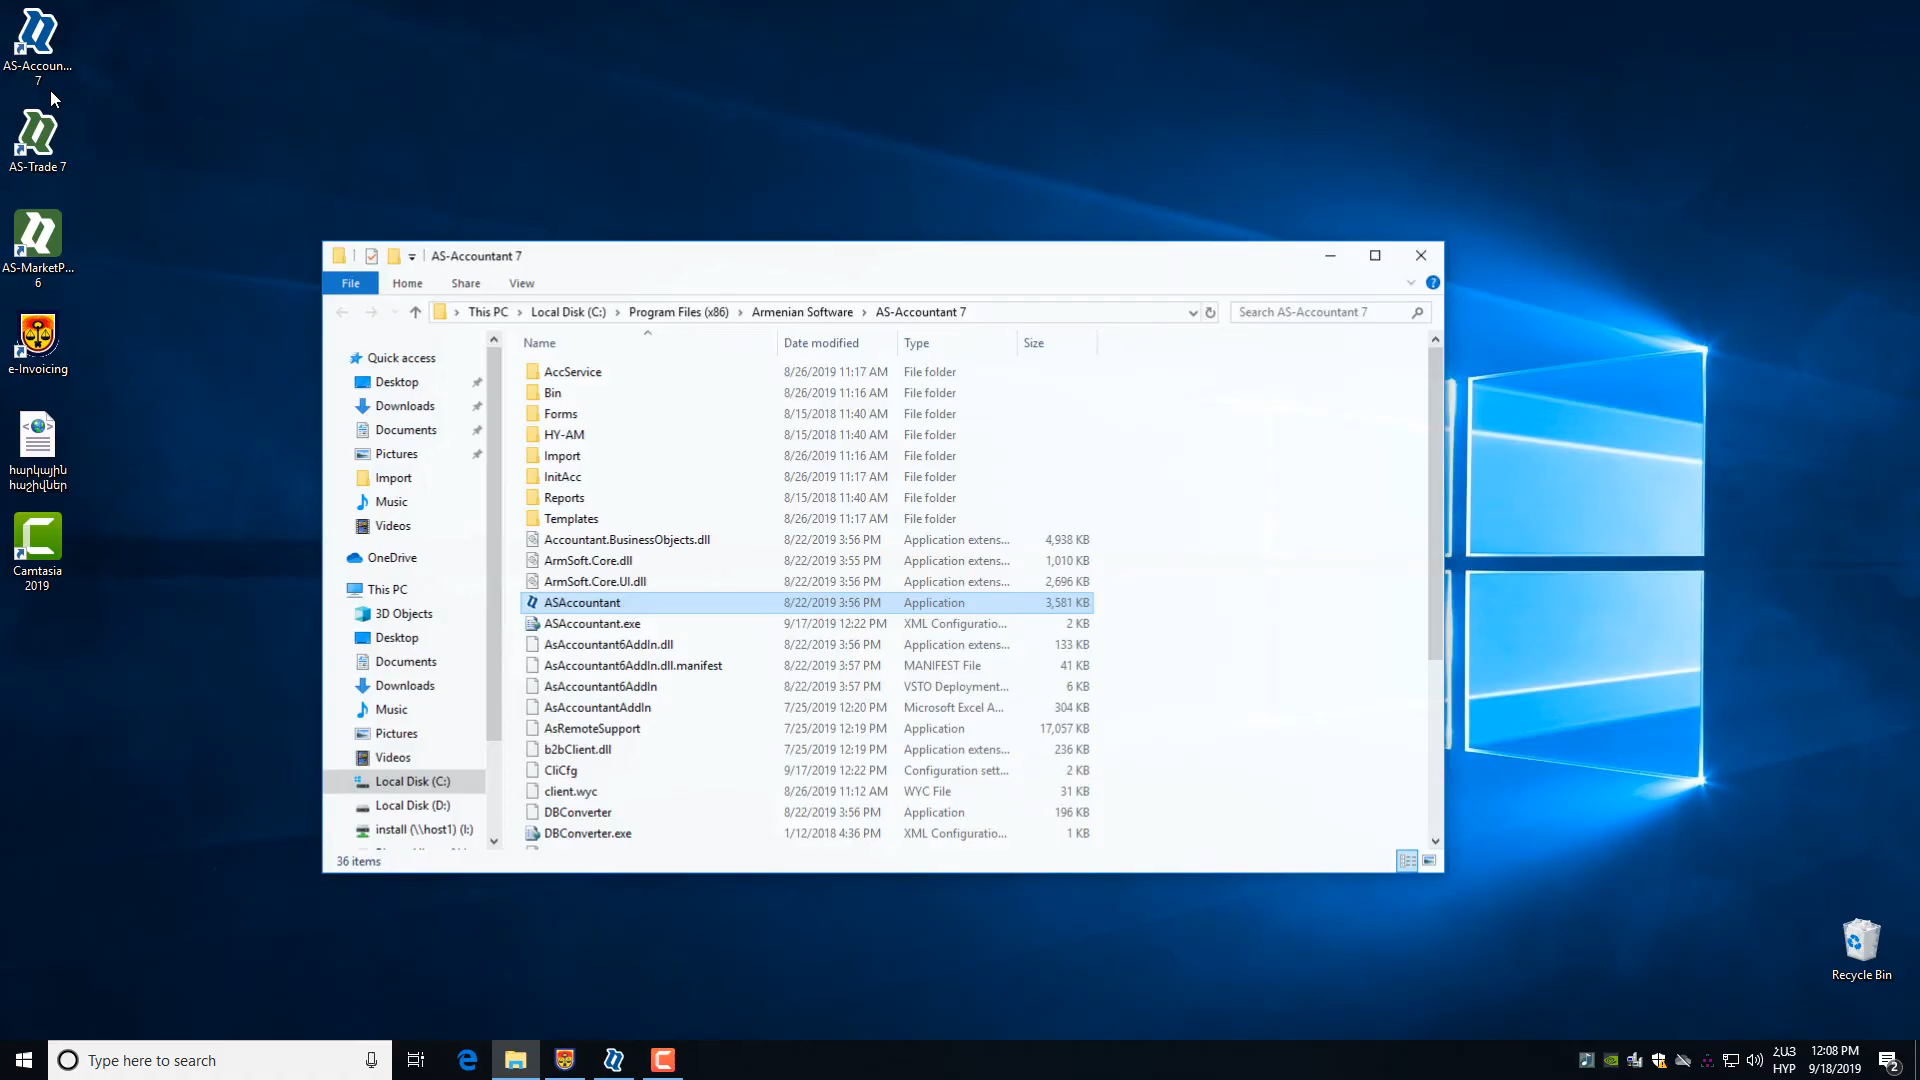 AS-Accoun...
7
AS-Trade 7
AS-MarketP...
6
e-Invoicing
հարկային
հաշիվներ
Camtasia
2019
AS-Accountant 7
File
Home
Share
View
This PC
Local Disk (C:)
Program Files (x86)
Armenian Software
AS-Accountant 7
Search AS-Accountant 7
Quick access
Desktop
Downloads
Documents
Pictures
Import
Music
Videos
OneDrive
This PC
3D Objects
Desktop
Documents
Downloads
Music
Pictures
Videos
Local Disk (C:)
Local Disk (D:)
install (\\host1) (I:)
Name Date modified Type Size
AccService 8/26/2019 11:17 AM File folder
Bin 8/26/2019 11:16 AM File folder
Forms 8/15/2018 11:40 AM File folder
HY-AM 8/15/2018 11:40 AM File folder
Import 8/26/2019 11:16 AM File folder
InitAcc 8/26/2019 11:17 AM File folder
Reports 8/15/2018 11:40 AM File folder
Templates 8/26/2019 11:17 AM File folder
Accountant.BusinessObjects.dll 8/22/2019 3:56 PM Application extens... 4,938 KB
ArmSoft.Core.dll 8/22/2019 3:55 PM Application extens... 1,010 KB
ArmSoft.Core.UI.dll 8/22/2019 3:56 PM Application extens... 2,696 KB
ASAccountant 8/22/2019 3:56 PM Application 3,581 KB
ASAccountant.exe 9/17/2019 12:22 PM XML Configuratio... 2 KB
AsAccountant6AddIn.dll 8/22/2019 3:56 PM Application extens... 133 KB
AsAccountant6AddIn.dll.manifest 8/22/2019 3:57 PM MANIFEST File 41 KB
AsAccountant6AddIn 8/22/2019 3:57 PM VSTO Deployment... 6 KB
AsAccountantAddIn 7/25/2019 12:20 PM Microsoft Excel A... 304 KB
AsRemoteSupport 7/25/2019 12:19 PM Application 17,057 KB
b2bClient.dll 7/25/2019 12:19 PM Application extens... 236 KB
CliCfg 9/17/2019 12:22 PM Configuration sett... 2 KB
client.wyc 8/26/2019 11:12 AM WYC File 31 KB
DBConverter 8/22/2019 3:56 PM Application 196 KB
DBConverter.exe 1/12/2018 4:36 PM XML Configuratio... 1 KB
36 items
Recycle Bin
Type here to search
ՀԱՅ
HYP
12:08 PM
9/18/2019
2